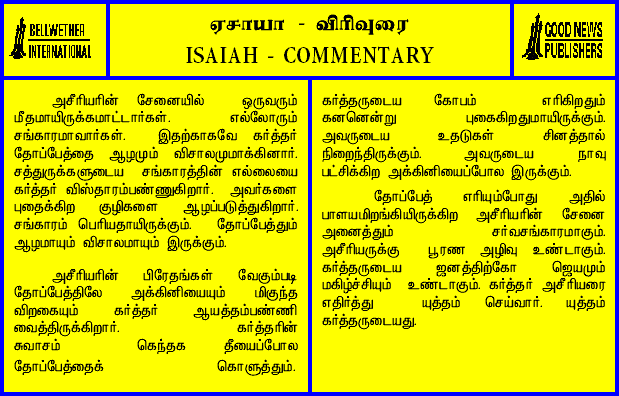 BELLWETHER
INTERNATIONAL
ஏசாயா - விரிவுரை
ISAIAH - COMMENTARY
GOOD NEWS
PUBLISHERS
அசீரியரின் சேனையில் ஒருவரும்
மீதமாயிருக்கமாட்டார்கள். எல்லோரும்
சங்காரமாவார்கள். இதற்காகவே கர்த்தர்
தோப்பேத்தை ஆழமும் விசாலமுமாக்கினார்.
சத்துருக்களுடைய சங்காரத்தின் எல்லையை
கர்த்தர் விஸ்தாரம்பண்ணுகிறார். அவர்களை
புதைக்கிற குழிகளை ஆழப்படுத்துகிறார்.
சங்காரம் பெரியதாயிருக்கும். தோப்பேத்தும்
ஆழமாயும் விசாலமாயும் இருக்கும்.
அசீரியரின் பிரேதங்கள் வேகும்படி
தோப்பேத்திலே அக்கினியையும் மிகுந்த
விறகையும் கர்த்தர் ஆயத்தம்பண்ணி
வைத்திருக்கிறார். கர்த்தரின்
சுவாசம் கெந்தக தீயைப்போல
தோப்பேத்தைக் கொளுத்தும்.
கர்த்தருடைய கோபம் எரிகிறதும்
கனனென்று புகைகிறதுமாயிருக்கும்.
அவருடைய உதடுகள் சினத்தால்
நிறைந்திருக்கும். அவருடைய நாவு
பட்சிக்கிற அக்கினியைப்போல இருக்கும்.
தோப்பேத் எரியும்போது அதில்
பாளயமிறங்கியிருக்கிற அசீரியரின் சேனை
அனைத்தும் சர்வசங்காரமாகும்.
அசீரியருக்கு பூரண அழிவு உண்டாகும்.
கர்த்தருடைய ஜனத்திற்கோ ஜெயமும்
மகிழ்ச்சியும் உண்டாகும். கர்த்தர் அசீரியரை
எதிர்த்து யுத்தம் செய்வார். யுத்தம்
கர்த்தருடையது.